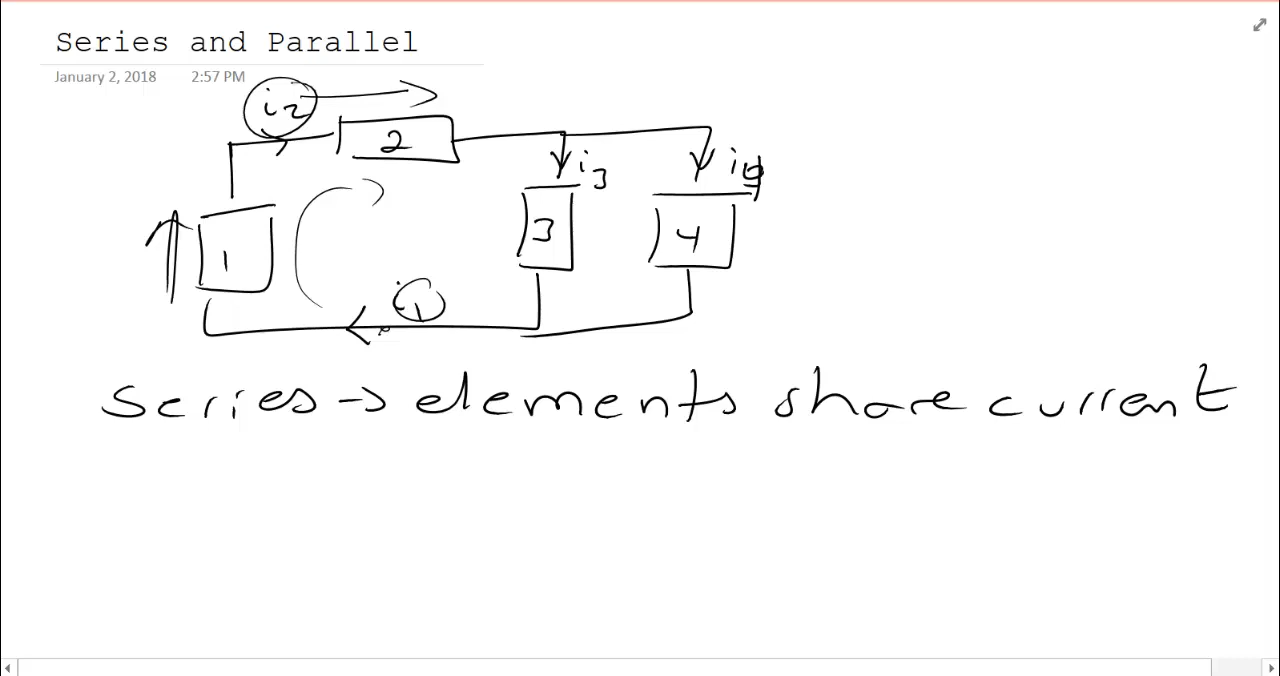 Series and Parallel
January 2, 2018 2:57 PM
i2
2
i3
i4
1
3
4
i1
series → elements share current